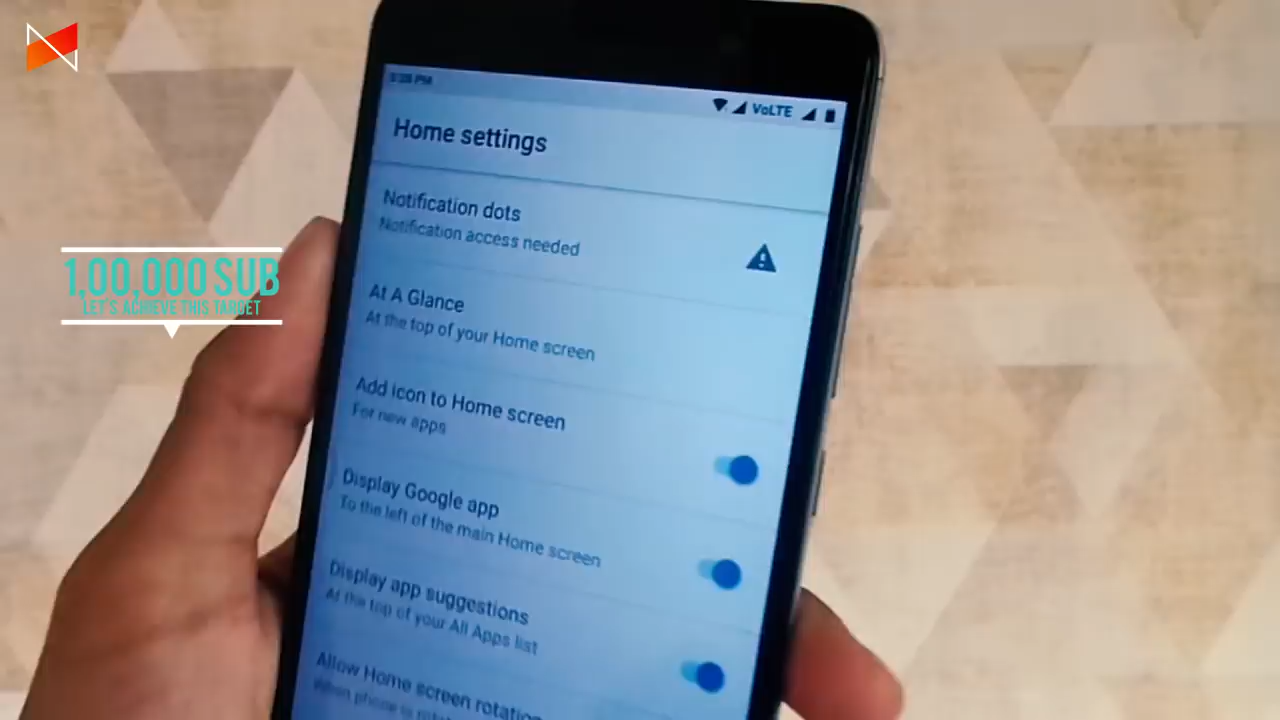 VoLTE
Home settings
Notification dots
Notification access needed
At A Glance
At the top of your Home screen
Add icon to Home screen
For new apps
Display Google app
To the left of the main Home screen
Display app suggestions
At the top of your All Apps list
Allow Home screen rotation
When phone is
1,00,000 SUB
LET'S ACHIEVE THIS TARGET